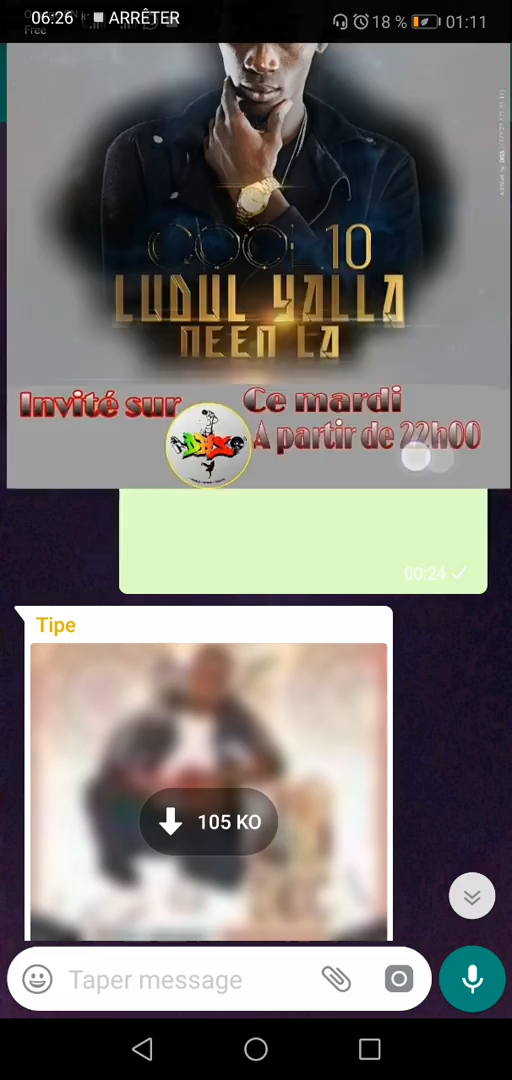 06:26 ARRÊTER 18 % 01:11
Free
COOL 10
LUDUL YALLA
NEEN LA
Invité sur
Ce mardi
A partir de 22h00
00:24
Tipe
105 KO
Taper message